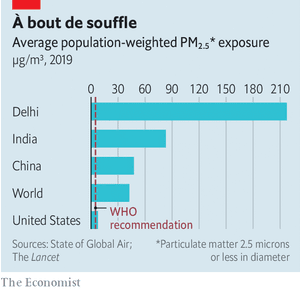 À bout de souffle
Average population-weighted PM₂.₅* exposure
µg/m³, 2019
0 30 60 90 120 150 180 210
Delhi
India
China
World
United States
WHO
recommendation
Sources: State of Global Air;
The Lancet
*Particulate matter 2.5 microns
or less in diameter
The Economist